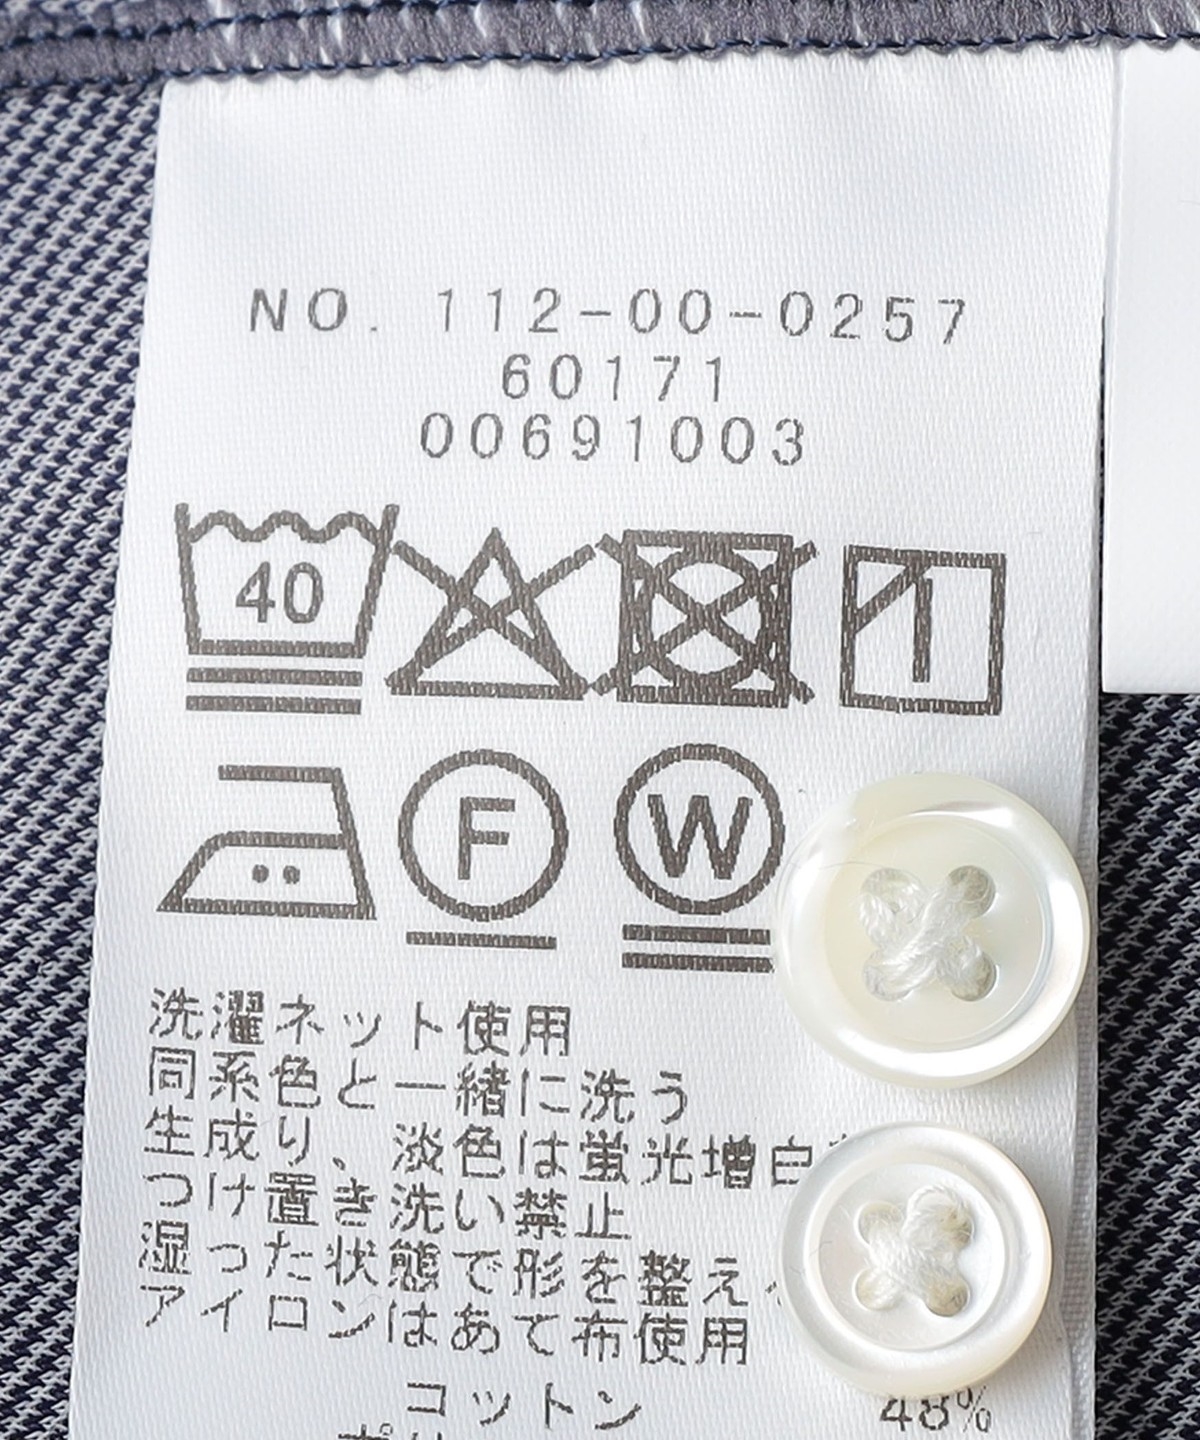 NO. 112-00-0257
60171
00691003
40
F W
洗濯ネット使用
同系色と一緒に洗う
生成り、淡色は蛍光増白
つけ置き洗い禁止
湿った状態で形を整え
アイロンはあて布使用
コットン 48%